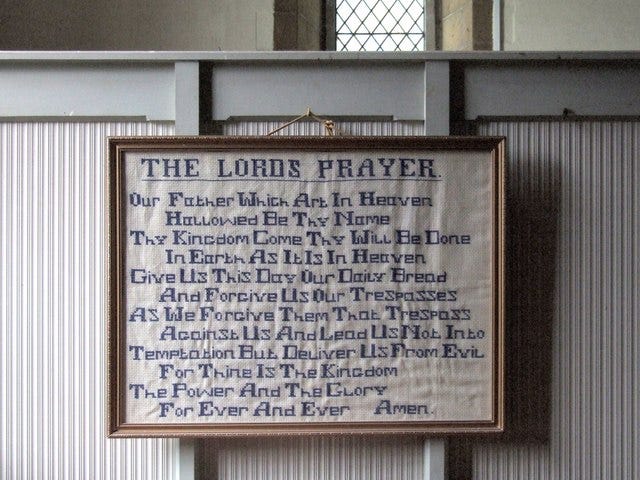 THE LORDS PRAYER.
Our Father Which Art In Heaven
Hallowed Be Thy Name
Thy Kingdom Come Thy Will Be Done
In Earth As It Is In Heaven
Give Us This Day Our Daily Bread
And Forgive Us Our Trespasses
As We Forgive Them That Trespass
Against Us And Lead Us Not Into
Temptation But Deliver Us From Evil
For Thine Is The Kingdom
The Power And The Glory
For Ever And Ever Amen.